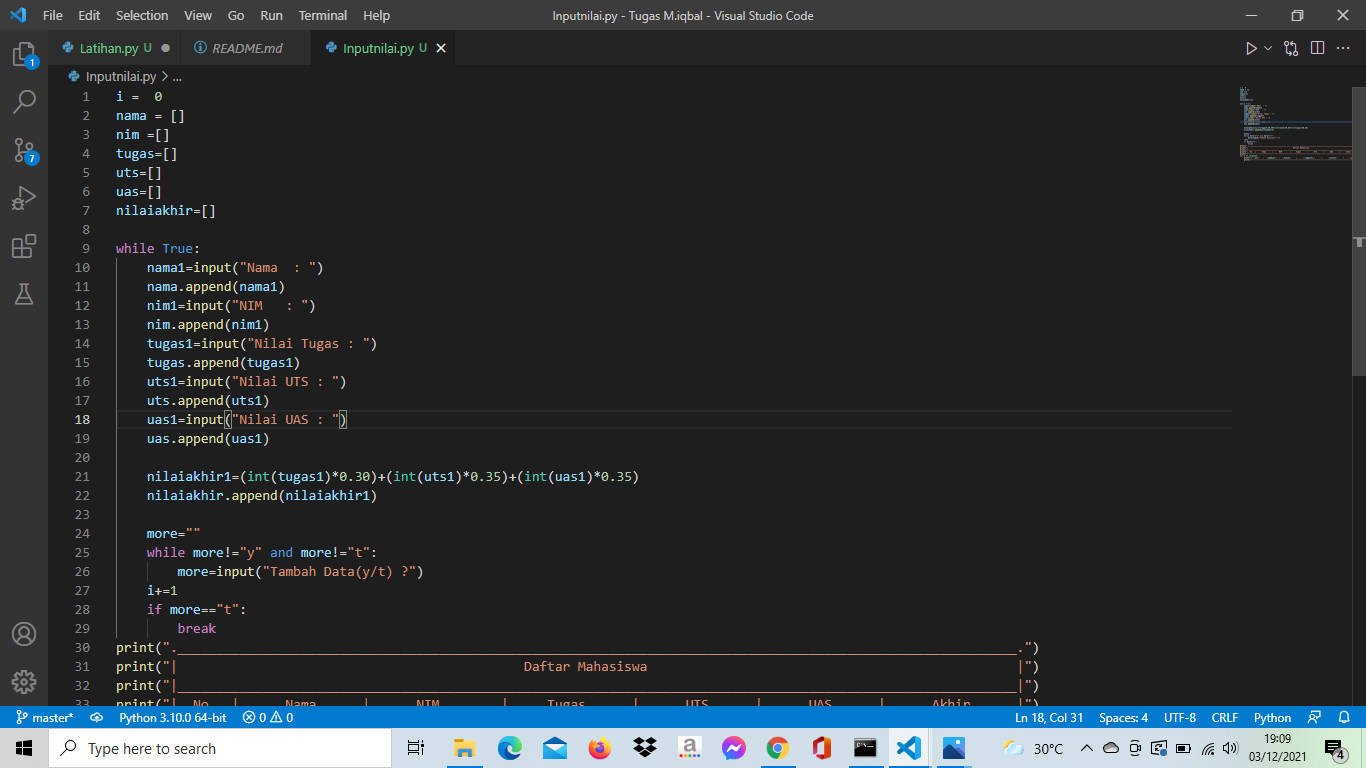 File Edit Selection View Go Run Terminal Help Inputnilai.py - Tugas M.iqbal - Visual Studio Code
Latihan.py U README.md Inputnilai.py U
Inputnilai.py > ...
1 i =  0
2 nama = []
3 nim =[]
4 tugas=[]
5 uts=[]
6 uas=[]
7 nilaiakhir=[]
8
9 while True:
10     nama1=input("Nama  : ")
11     nama.append(nama1)
12     nim1=input("NIM   : ")
13     nim.append(nim1)
14     tugas1=input("Nilai Tugas : ")
15     tugas.append(tugas1)
16     uts1=input("Nilai UTS : ")
17     uts.append(uts1)
18     uas1=input("Nilai UAS : ")
19     uas.append(uas1)
20
21     nilaiakhir1=(int(tugas1)*0.30)+(int(uts1)*0.35)+(int(uas1)*0.35)
22     nilaiakhir.append(nilaiakhir1)
23
24     more=""
25     while more!="y" and more!="t":
26         more=input("Tambah Data(y/t) ?")
27     i+=1
28     if more=="t":
29         break
30 print("._____________________________________________________________________________________________________________.")
31 print("|                                             Daftar Mahasiswa                                                |")
32 print("|_____________________________________________________________________________________________________________|")
33 print("|  No   |      Nama      |      NIM        |     Tugas      |      UTS      |      UAS      |      Akhir      |")
1
7
master* Python 3.10.0 64-bit 0 0 Ln 18, Col 31 Spaces: 4 UTF-8 CRLF Python
Type here to search
a
30°C
19:09
03/12/2021
4